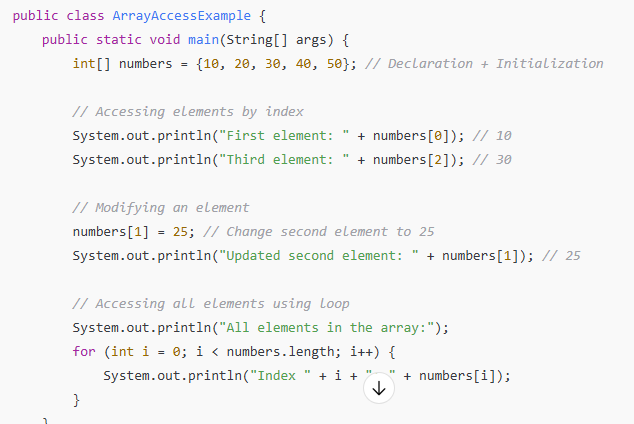 public class ArrayAccessExample {
    public static void main(String[] args) {
        int[] numbers = {10, 20, 30, 40, 50}; // Declaration + Initialization

        // Accessing elements by index
        System.out.println("First element: " + numbers[0]); // 10
        System.out.println("Third element: " + numbers[2]); // 30

        // Modifying an element
        numbers[1] = 25; // Change second element to 25
        System.out.println("Updated second element: " + numbers[1]); // 25

        // Accessing all elements using loop
        System.out.println("All elements in the array:");
        for (int i = 0; i < numbers.length; i++) {
            System.out.println("Index " + i + " " + numbers[i]);
        }
    }